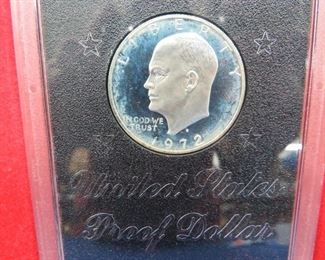 LIBERTY
IN GOD WE
TRUST
1972
United States
Proof Dollar